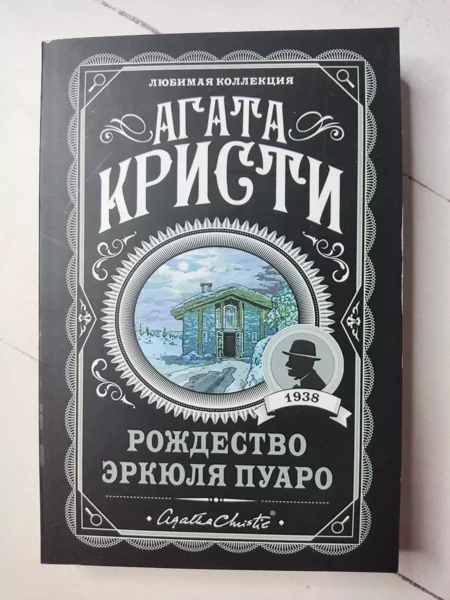 ЛЮБИМАЯ КОЛЛЕКЦИЯ
АГАТА
КРИСТИ
1938
РОЖДЕСТВО
ЭРКЮЛЯ ПУАРО
Agatha Christie®